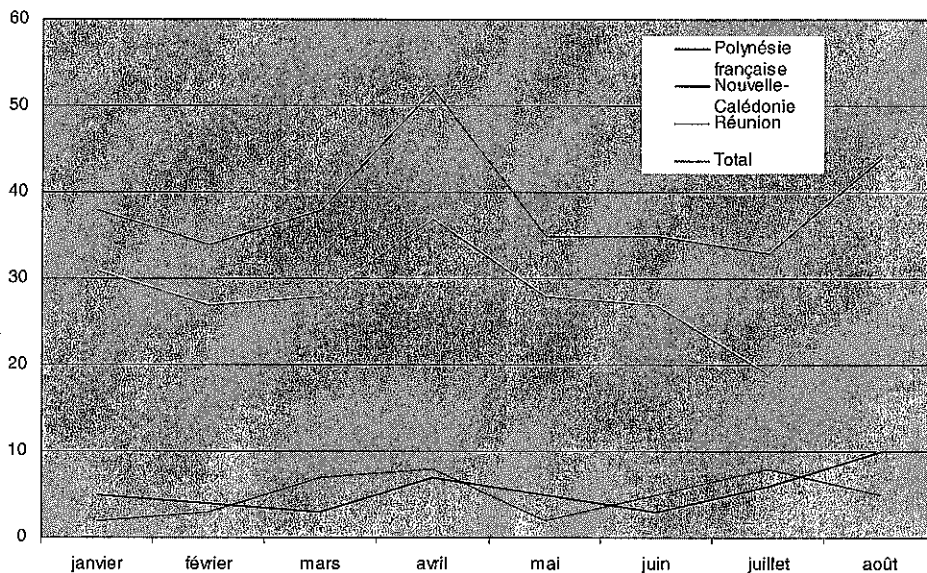 60
50
40
30
20
10
0
Polynésie
française
Nouvelle-
Calédonie
Réunion
Total
janvier février mars avril mai juin juillet août